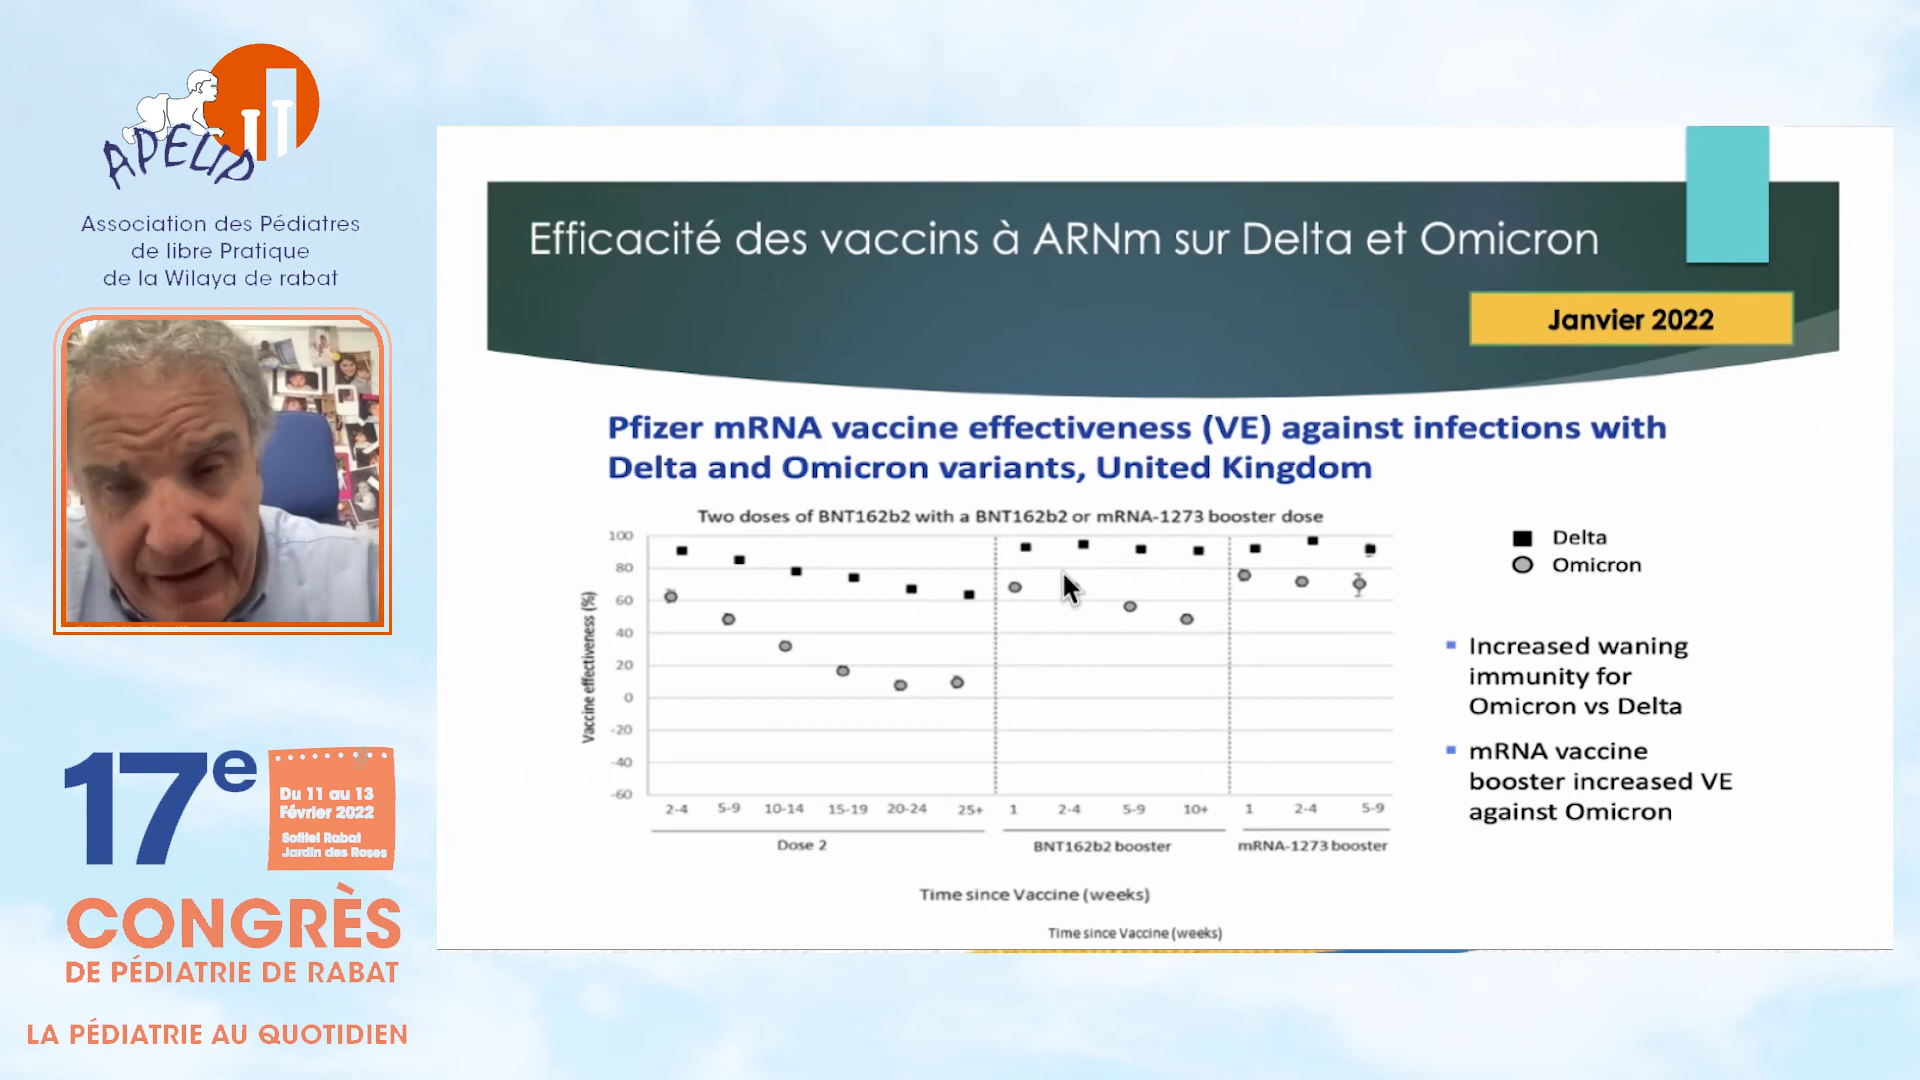 APELIP
Association des Pédiatres
de libre Pratique
de la Wilaya de rabat
17e
Du 11 au 13
Février 2022
Sofitel Rabat
Jardin des Roses
CONGRÈS
DE PÉDIATRIE DE RABAT
LA PÉDIATRIE AU QUOTIDIEN
Efficacité des vaccins à ARNm sur Delta et Omicron
Janvier 2022
Pfizer mRNA vaccine effectiveness (VE) against infections with
Delta and Omicron variants, United Kingdom
Two doses of BNT162b2 with a BNT162b2 or mRNA-1273 booster dose
Vaccine effectiveness (%)
100
80
60
40
20
0
-20
-40
-60
2-4 5-9 10-14 15-19 20-24 25+ 1 2-4 5-9 10+ 1 2-4 5-9
Dose 2 BNT162b2 booster mRNA-1273 booster
Time since Vaccine (weeks)
Time since Vaccine (weeks)
Delta
Omicron
Increased waning
immunity for
Omicron vs Delta
mRNA vaccine
booster increased VE
against Omicron